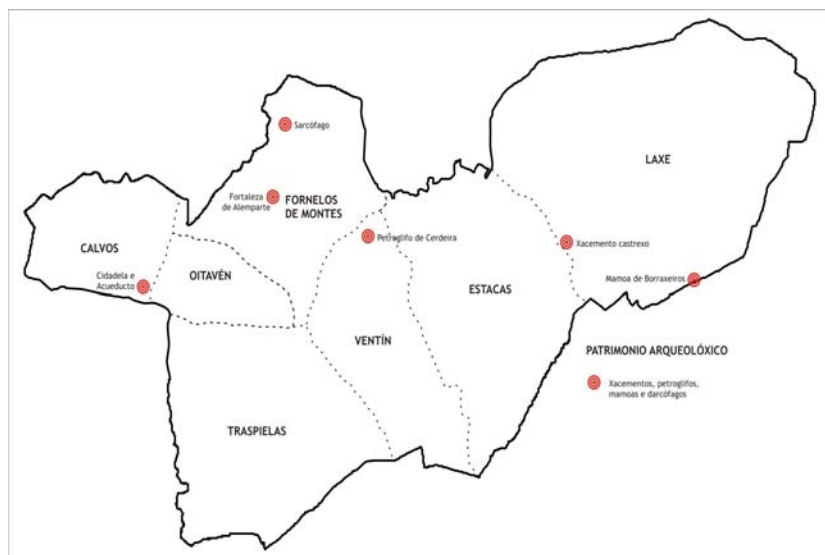 Sarcófago
LAXE
Fortaleza
de Alemparte
FORNELOS
DE MONTES
CALVOS
Petroglifo de Cerdeira
Xacemento castrexo
OITAVÉN
Cidadela e
Acueducto
Mamoa de Borraxeiros
ESTACAS
VENTÍN
PATRIMONIO ARQUEOLÓXICO
Xacementos, petroglifos,
mamoas e darcófagos
TRASPIELAS